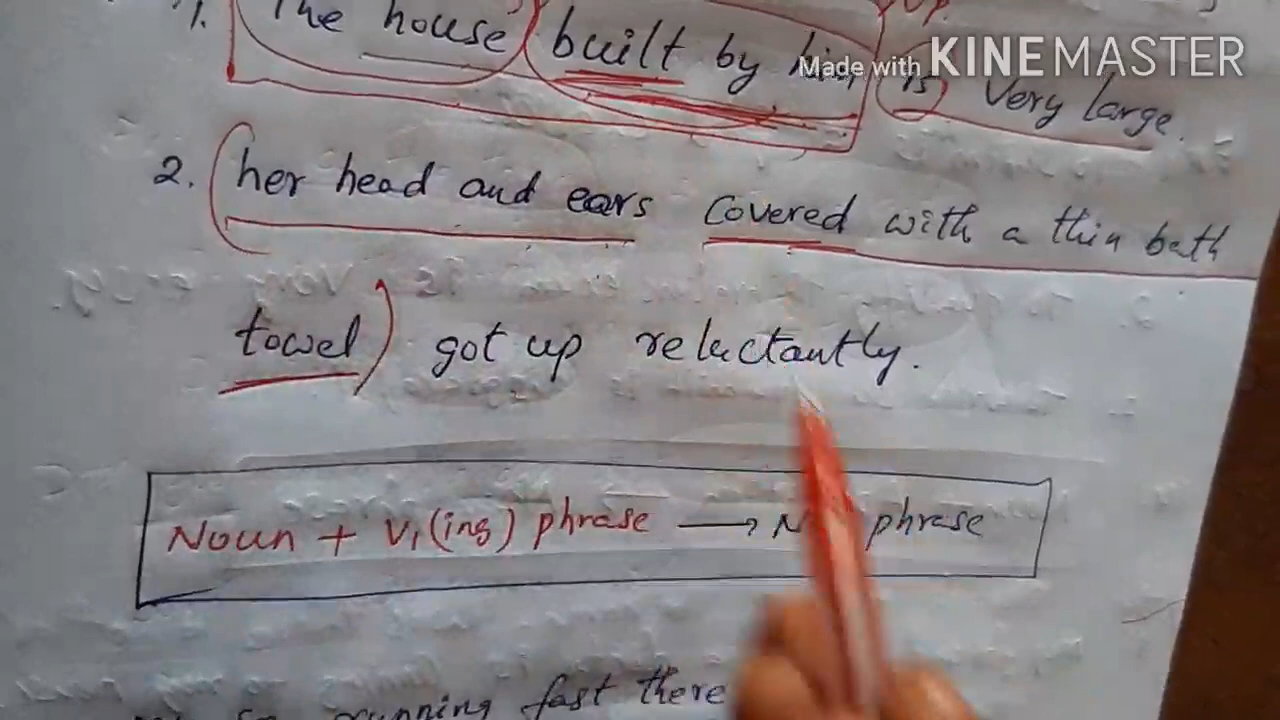 1. The house built by him is very large.
Made with KINEMASTER
2. her head and ears covered with a thin bath
towel) got up reluctantly.
Noun + V₁(ing) phrase → phrase
running fast there